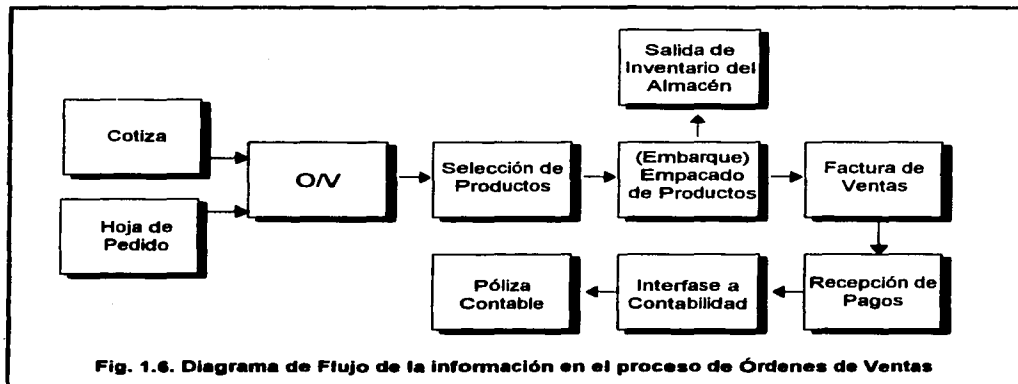 Salida de
Inventario del
Almacén
Cotiza
Hoja de
Pedido
O/V
Selección de
Productos
(Embarque)
Empacado
de Productos
Factura de
Ventas
Recepción de
Pagos
Interfase a
Contabilidad
Póliza
Contable
Fig. 1.6. Diagrama de Flujo de la información en el proceso de Órdenes de Ventas